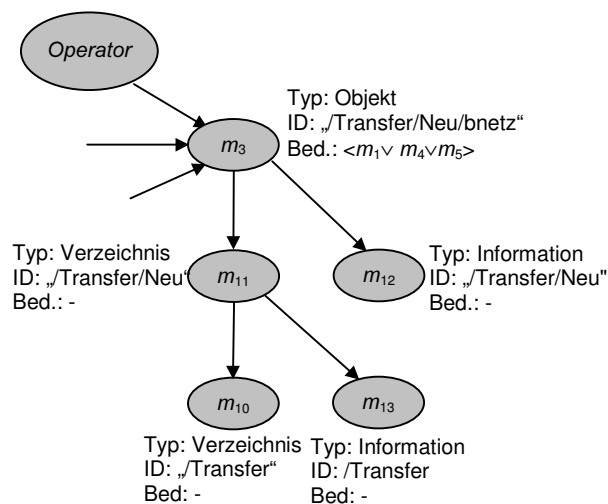 Operator
Typ: Objekt
ID: „/Transfer/Neu/bnetz“
Bed.: <m₁∨ m₄∨m₅>
m₃
Typ: Verzeichnis
ID: „/Transfer/Neu“
Bed.: -
m₁₁
m₁₂
Typ: Information
ID: „/Transfer/Neu"
Bed.: -
m₁₀
m₁₃
Typ: Verzeichnis
ID: „/Transfer“
Bed: -
Typ: Information
ID: /Transfer
Bed: -